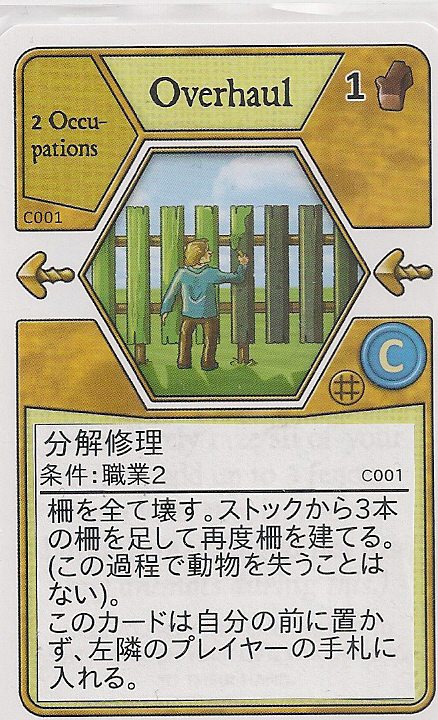 Overhaul
1
2 Occu-
pations
C001
C
分解修理
条件:職業2 C001
柵を全て壊す。ストックから3本
の柵を足して再度柵を建てる。
(この過程で動物を失うことは
ない)。
このカードは自分の前に置か
ず、左隣のプレイヤーの手札に
入れる。